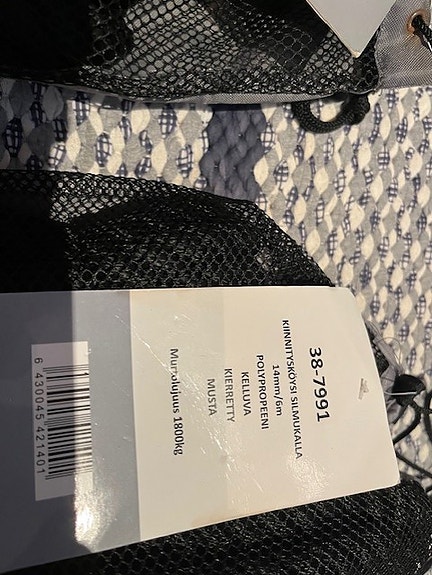 38-7991
KIINNITYSKÖYSI SILMUKALLA
14mm/6m
POLYPROPEENI
KELLUVA
KIERRETTY
MUSTA
Murtolujuus 1800kg
6 430045 421401